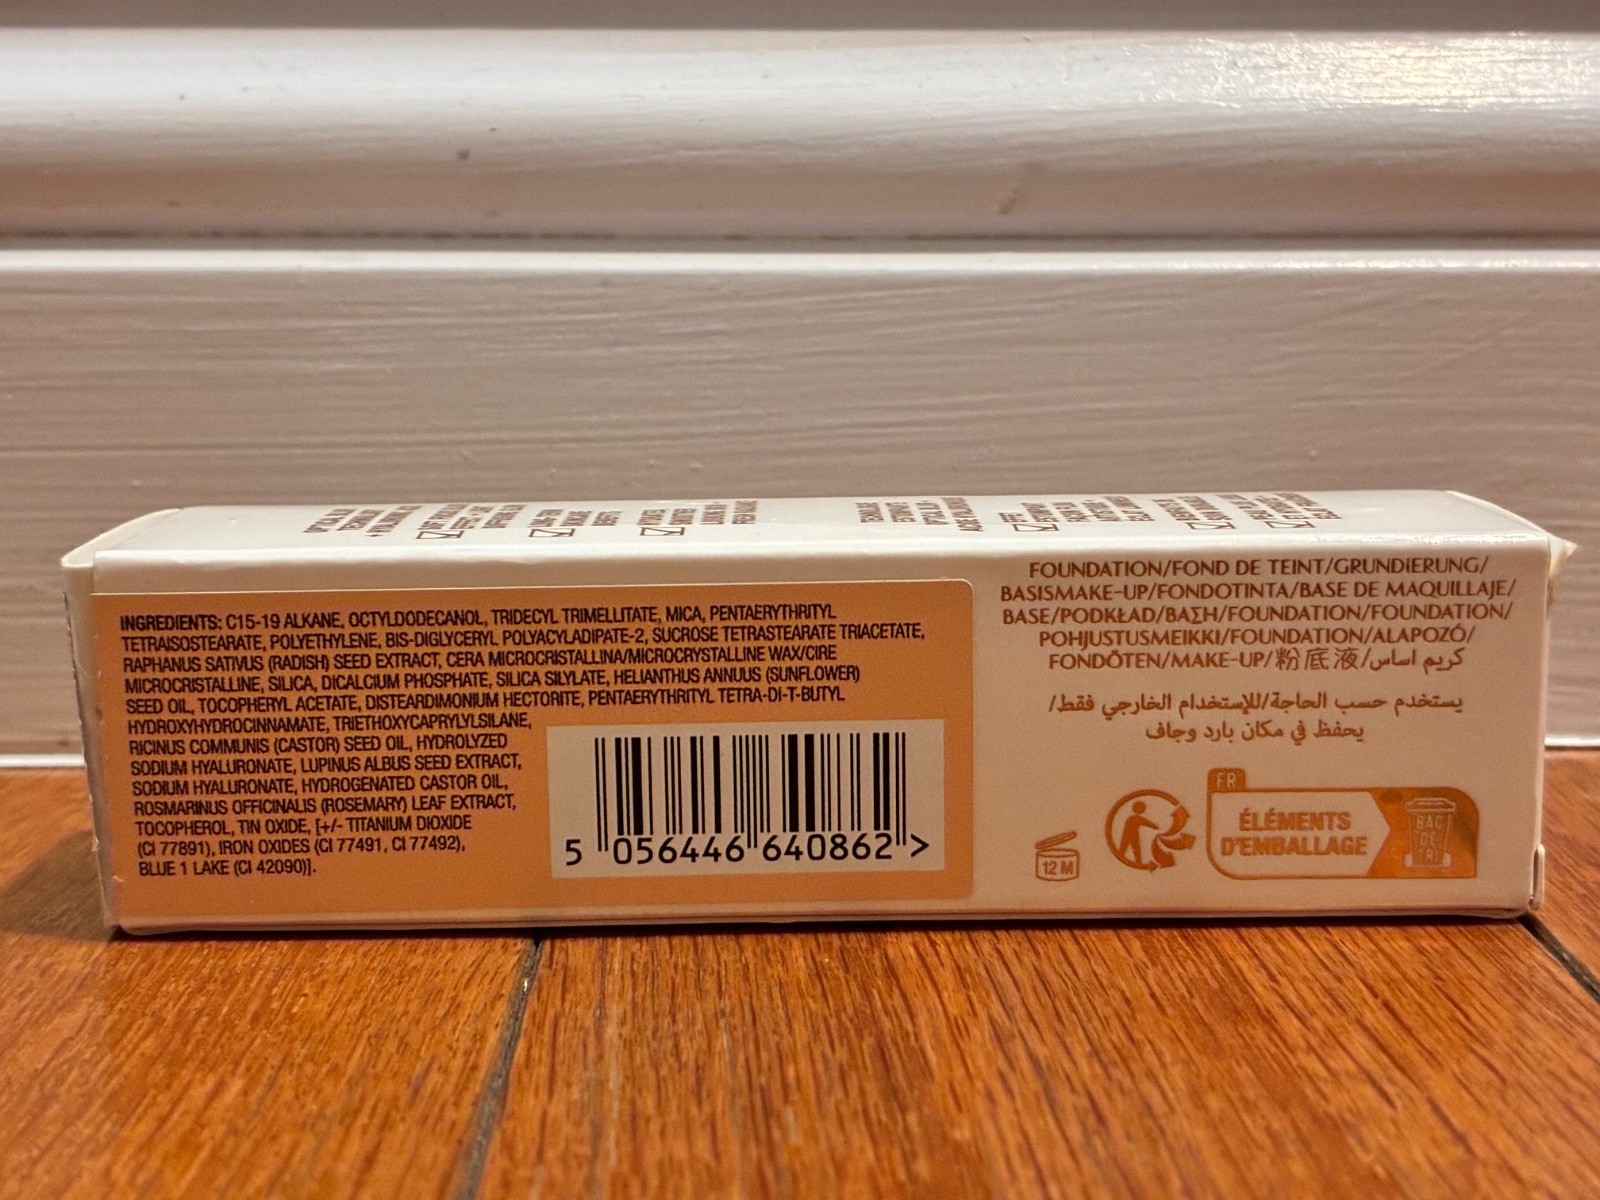 INGREDIENTS: C15-19 ALKANE, OCTYLDODECANOL, TRIDECYL TRIMELLITATE, MICA, PENTAERYTHRITYL
TETRAISOSTEARATE, POLYETHYLENE, BIS-DIGLYCERYL POLYACYLADIPATE-2, SUCROSE TETRASTEARATE TRIACETATE,
RAPHANUS SATIVUS (RADISH) SEED EXTRACT, CERA MICROCRISTALLINA/MICROCRYSTALLINE WAX/CIRE
MICROCRISTALLINE, SILICA, DICALCIUM PHOSPHATE, SILICA SILYLATE, HELIANTHUS ANNUUS (SUNFLOWER)
SEED OIL, TOCOPHERYL ACETATE, DISTEARDIMONIUM HECTORITE, PENTAERYTHRITYL TETRA-DI-T-BUTYL
HYDROXYHYDROCINNAMATE, TRIETHOXYCAPRYLYLSILANE,
RICINUS COMMUNIS (CASTOR) SEED OIL, HYDROLYZED
SODIUM HYALURONATE, LUPINUS ALBUS SEED EXTRACT,
SODIUM HYALURONATE, HYDROGENATED CASTOR OIL,
ROSMARINUS OFFICINALIS (ROSEMARY) LEAF EXTRACT,
TOCOPHEROL, TIN OXIDE, [+/- TITANIUM DIOXIDE
(CI 77891), IRON OXIDES (CI 77491, CI 77492),
BLUE 1 LAKE (CI 42090)].
5 056446 640862 >
FOUNDATION/FOND DE TEINT/GRUNDIERUNG/
BASISMAKE-UP/FONDOTINTA/BASE DE MAQUILLAJE/
BASE/PODKŁAD/ΒΑΣΗ/FOUNDATION/FOUNDATION/
POHJUSTUSMEIKKI/FOUNDATION/ALAPOZÓ/
FONDÖTEN/MAKE-UP/粉底液/كريم اساس
يستخدم حسب الحاجة/للإستخدام الخارجي فقط/
يحفظ في مكان بارد وجاف
12 M
FR
ÉLÉMENTS
D'EMBALLAGE
BAC
DE
TRI